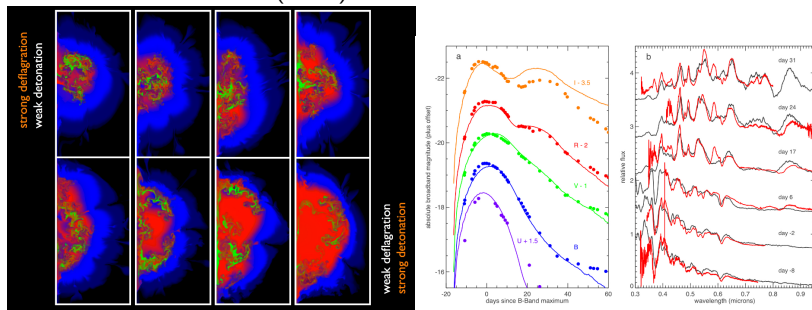 strong deflagration
weak detonation
weak deflagration
strong detonation
a
I - 3.5
R - 2
V - 1
B
U + 1.5
absolute broadband magnitude (plus offset)
-22
-20
-18
-16
-20
0
20
40
60
days since B-Band maximum
b
day 31
day 24
day 17
day 6
day -2
day -8
relative flux
4
3
2
1
0
0.3
0.4
0.5
0.6
0.7
0.8
0.9
wavelength (microns)